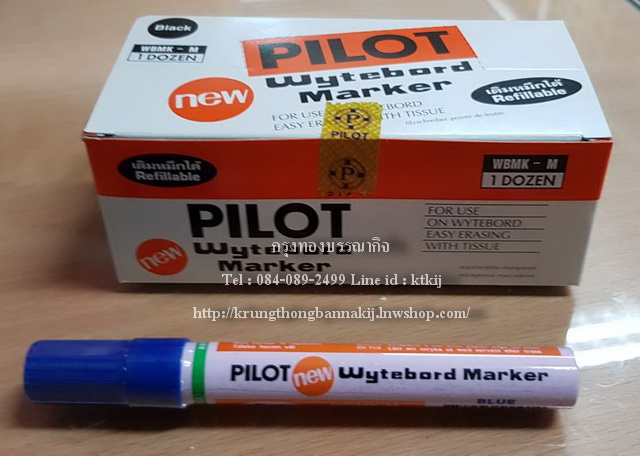 Black
WBMK - M
1 DOZEN
PILOT
new
Wytebord
Marker
เติมหมึกได้
Refillable
EASY ERASING WITH TISSUE
P
PILOT
P
เติมหมึกได้
Refillable
WBMK - M
1 DOZEN
PILOT
new
Wytebord
Marker
FOR USE
ON WYTEBORD
EASY ERASING
WITH TISSUE
กรุงทองบรรณากิจ
Tel : 084-089-2499 Line id : ktkij
http://krungthongbannakij.lnwshop.com/
PILOT new Wytebord Marker
BLUE